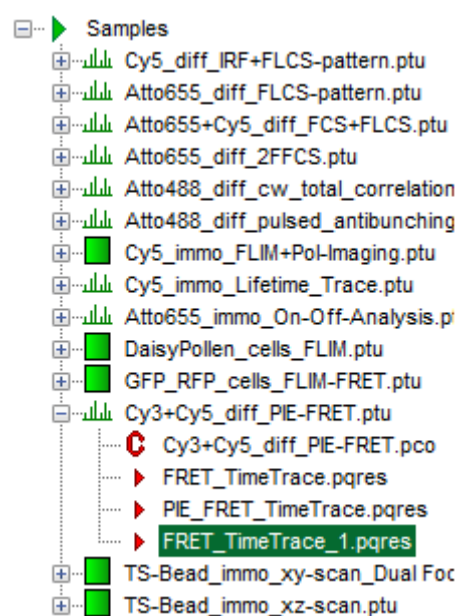 Samples
Cy5_diff_IRF+FLCS-pattern.ptu
Atto655_diff_FLCS-pattern.ptu
Atto655+Cy5_diff_FCS+FLCS.ptu
Atto655_diff_2FFCS.ptu
Atto488_diff_cw_total_correlation
Atto488_diff_pulsed_antibunching
Cy5_immo_FLIM+Pol-Imaging.ptu
Cy5_immo_Lifetime_Trace.ptu
Atto655_immo_On-Off-Analysis.pt
DaisyPollen_cells_FLIM.ptu
GFP_RFP_cells_FLIM-FRET.ptu
Cy3+Cy5_diff_PIE-FRET.ptu
Cy3+Cy5_diff_PIE-FRET.pco
FRET_TimeTrace.pqres
PIE_FRET_TimeTrace.pqres
FRET_TimeTrace_1.pqres
TS-Bead_immo_xy-scan_Dual Foc
TS-Bead_immo_xz-scan.ptu